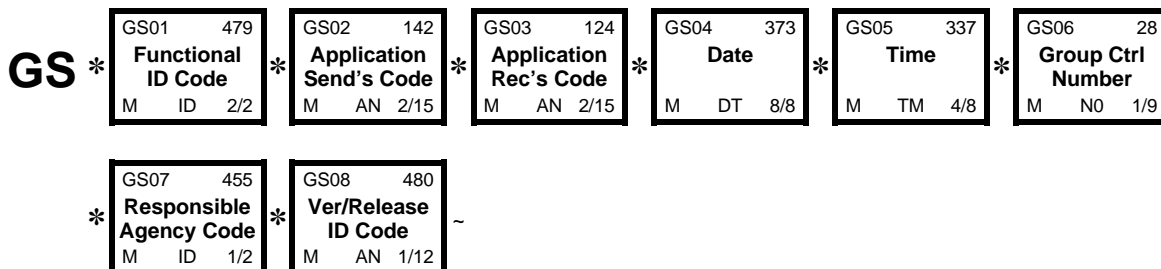 GS01 479 GS02 142 GS03 124 GS04 373 GS05 337 GS06 28
GS * Functional * Application * Application * Date * Time * Group Ctrl
ID Code Send's Code Rec's Code Number
M ID 2/2 M AN 2/15 M AN 2/15 M DT 8/8 M TM 4/8 M N0 1/9
GS07 455 GS08 480
* Responsible * Ver/Release ~
Agency Code ID Code
M ID 1/2 M AN 1/12